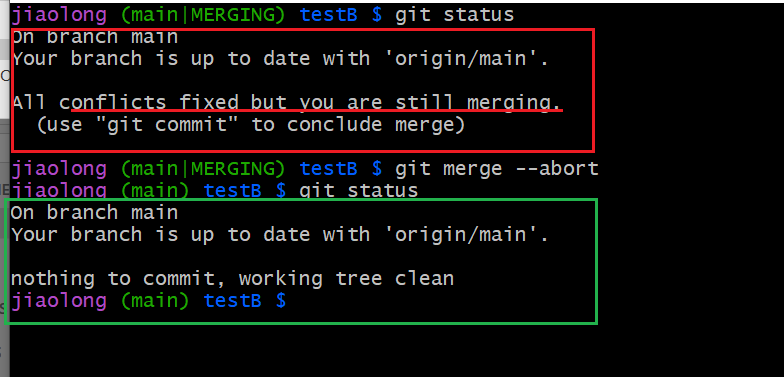 jiaolong (main|MERGING) testB $ git status
On branch main
Your branch is up to date with 'origin/main'.
All conflicts fixed but you are still merging.
(use "git commit" to conclude merge)
jiaolong (main|MERGING) testB $ git merge --abort
jiaolong (main) testB $ git status
On branch main
Your branch is up to date with 'origin/main'.
nothing to commit, working tree clean
jiaolong (main) testB $